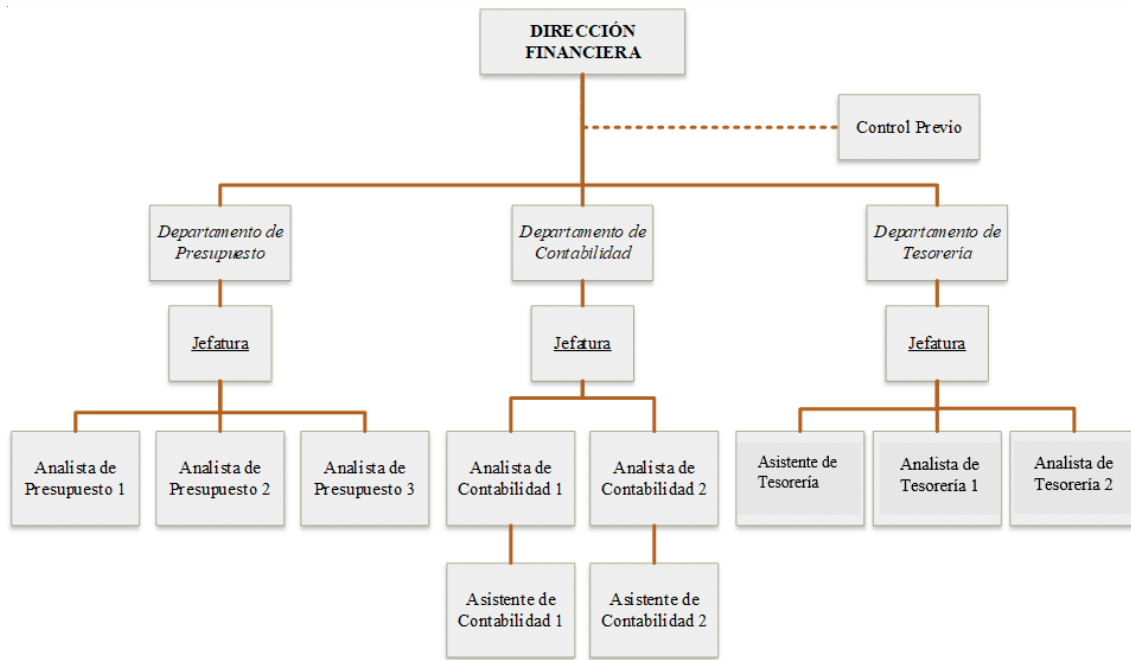 DIRECCIÓN
FINANCIERA
Control Previo
Departamento de
Presupuesto
Departamento de
Contabilidad
Departamento de
Tesorería
Jefatura
Jefatura
Jefatura
Analista de
Presupuesto 1
Analista de
Presupuesto 2
Analista de
Presupuesto 3
Analista de
Contabilidad 1
Analista de
Contabilidad 2
Asistente de
Tesorería
Analista de
Tesorería 1
Analista de
Tesorería 2
Asistente de
Contabilidad 1
Asistente de
Contabilidad 2